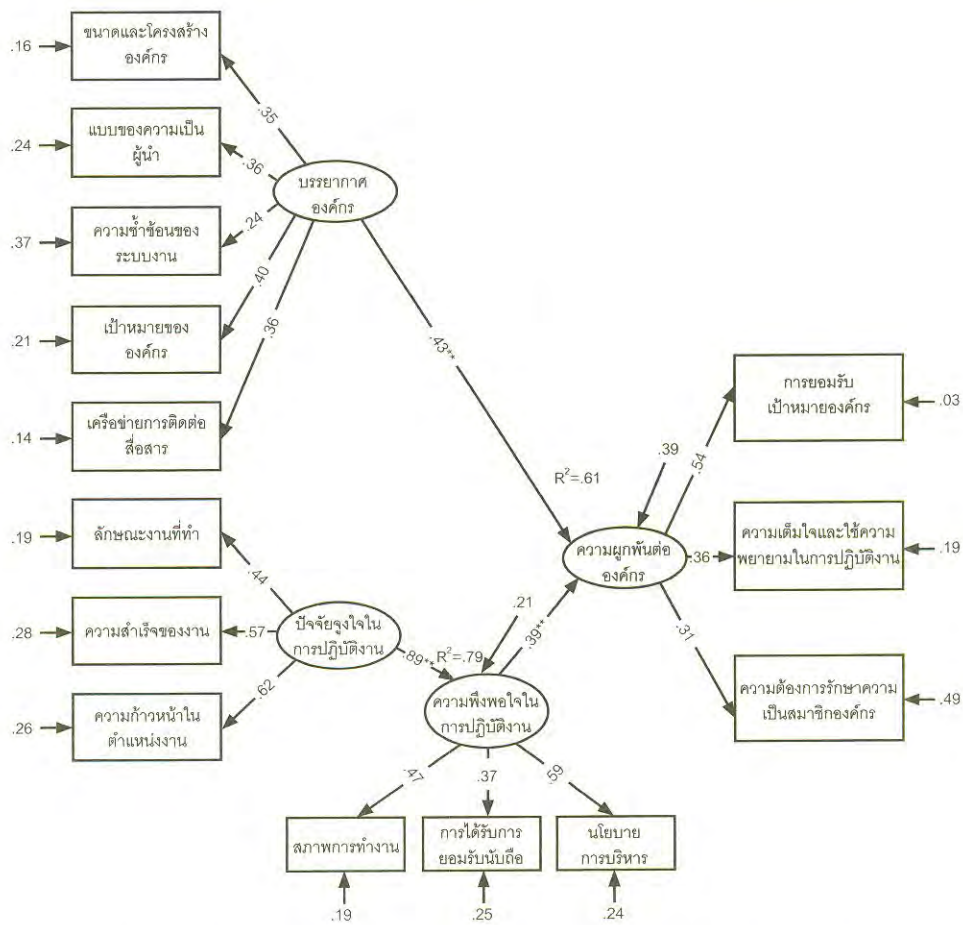 .16
ขนาดและโครงสร้าง
องค์กร
.35
.24
แบบของความเป็น
ผู้นำ
.36
บรรยากาศ
องค์กร
.37
ความซ้ำซ้อนของ
ระบบงาน
.24
.21
เป้าหมายของ
องค์กร
.40
.14
เครือข่ายการติดต่อ
สื่อสาร
.36
.43**
การยอมรับ
เป้าหมายองค์กร
.03
.54
.39
R²=.61
ความผูกพันต่อ
องค์กร
.36
ความเต็มใจและใช้ความ
พยายามในการปฏิบัติงาน
.19
.31
ความต้องการรักษาความ
เป็นสมาชิกองค์กร
.49
.19
ลักษณะงานที่ทำ
.44
.28
ความสำเร็จของงาน
.57
ปัจจัยจูงใจใน
การปฏิบัติงาน
.26
ความก้าวหน้าใน
ตำแหน่งงาน
.62
.89**
R²=.79
.21
.39**
ความพึงพอใจใน
การปฏิบัติงาน
.47
.37
.59
สภาพการทำงาน
การได้รับการ
ยอมรับนับถือ
นโยบาย
การบริหาร
.19
.25
.24